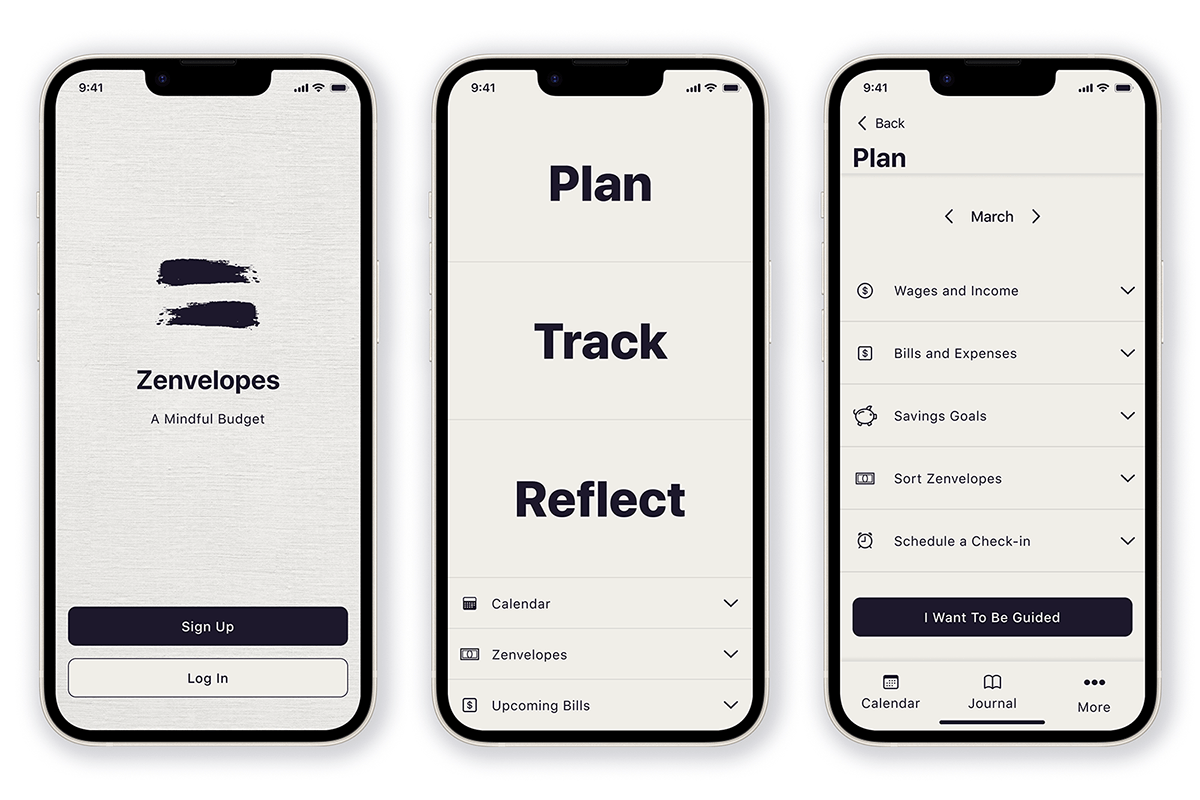 9:41
Zenvelopes
A Mindful Budget
Sign Up
Log In
9:41
Plan
Track
Reflect
Calendar
Zenvelopes
Upcoming Bills
9:41
Back
Plan
March
Wages and Income
Bills and Expenses
Savings Goals
Sort Zenvelopes
Schedule a Check-in
I Want To Be Guided
Calendar Journal More